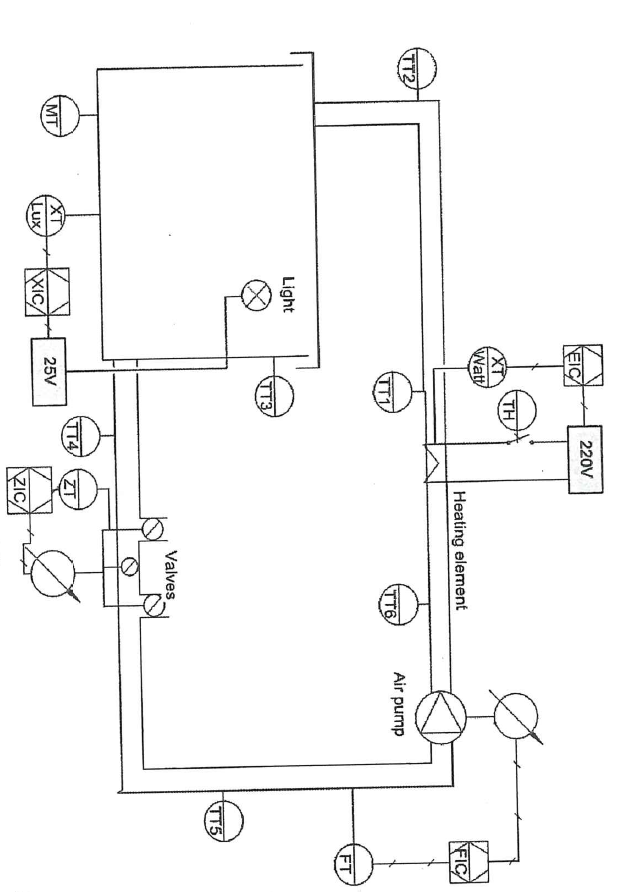 TT2
MT
XT
Lux
XIC
25V
Light
TT3
TT1
XT
Watt
EIC
TH
220V
TT4
ZT
ZIC
Valves
Heating element
TT6
Air pump
TT5
FT
FIC